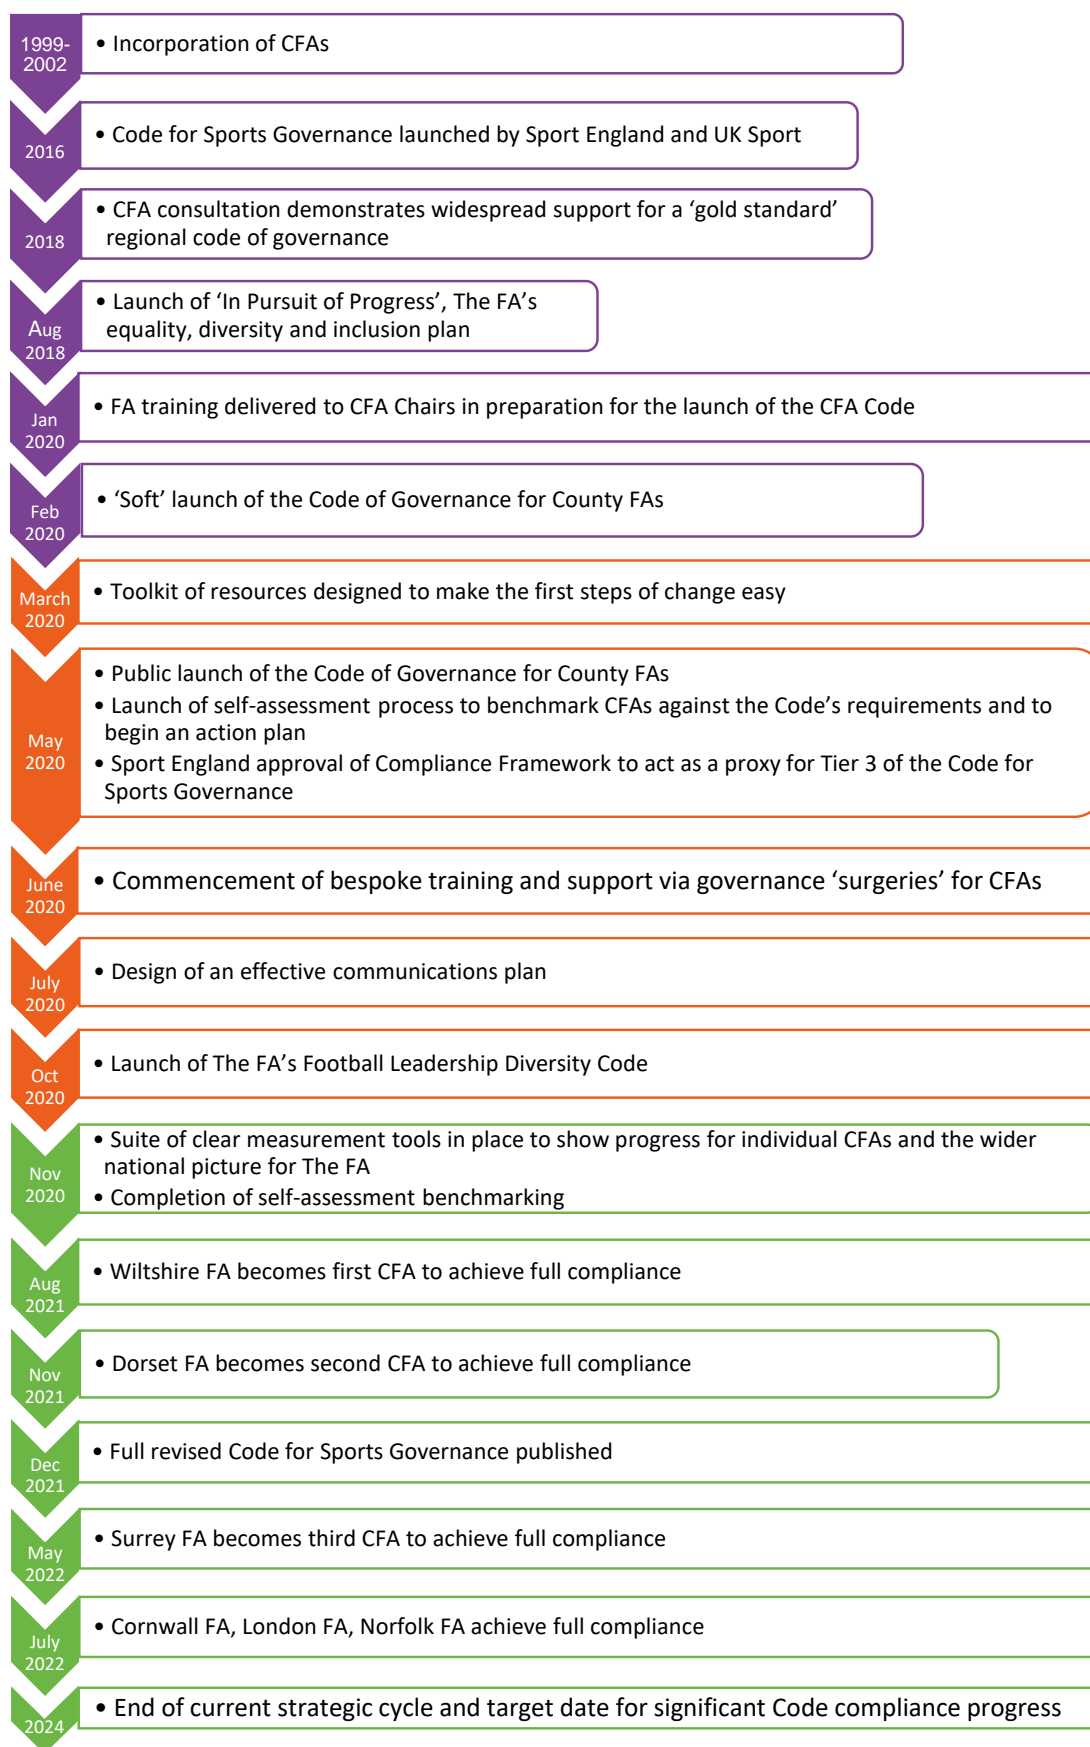 1999-
2002
• Incorporation of CFAs
2016
• Code for Sports Governance launched by Sport England and UK Sport
2018
• CFA consultation demonstrates widespread support for a ‘gold standard’
regional code of governance
Aug
2018
• Launch of ‘In Pursuit of Progress’, The FA’s
equality, diversity and inclusion plan
Jan
2020
• FA training delivered to CFA Chairs in preparation for the launch of the CFA Code
Feb
2020
• ‘Soft’ launch of the Code of Governance for County FAs
March
2020
• Toolkit of resources designed to make the first steps of change easy
May
2020
• Public launch of the Code of Governance for County FAs
• Launch of self-assessment process to benchmark CFAs against the Code’s requirements and to
begin an action plan
• Sport England approval of Compliance Framework to act as a proxy for Tier 3 of the Code for
Sports Governance
June
2020
• Commencement of bespoke training and support via governance ‘surgeries’ for CFAs
July
2020
• Design of an effective communications plan
Oct
2020
• Launch of The FA’s Football Leadership Diversity Code
Nov
2020
• Suite of clear measurement tools in place to show progress for individual CFAs and the wider
national picture for The FA
• Completion of self-assessment benchmarking
Aug
2021
• Wiltshire FA becomes first CFA to achieve full compliance
Nov
2021
• Dorset FA becomes second CFA to achieve full compliance
Dec
2021
• Full revised Code for Sports Governance published
May
2022
• Surrey FA becomes third CFA to achieve full compliance
July
2022
• Cornwall FA, London FA, Norfolk FA achieve full compliance
2024
• End of current strategic cycle and target date for significant Code compliance progress